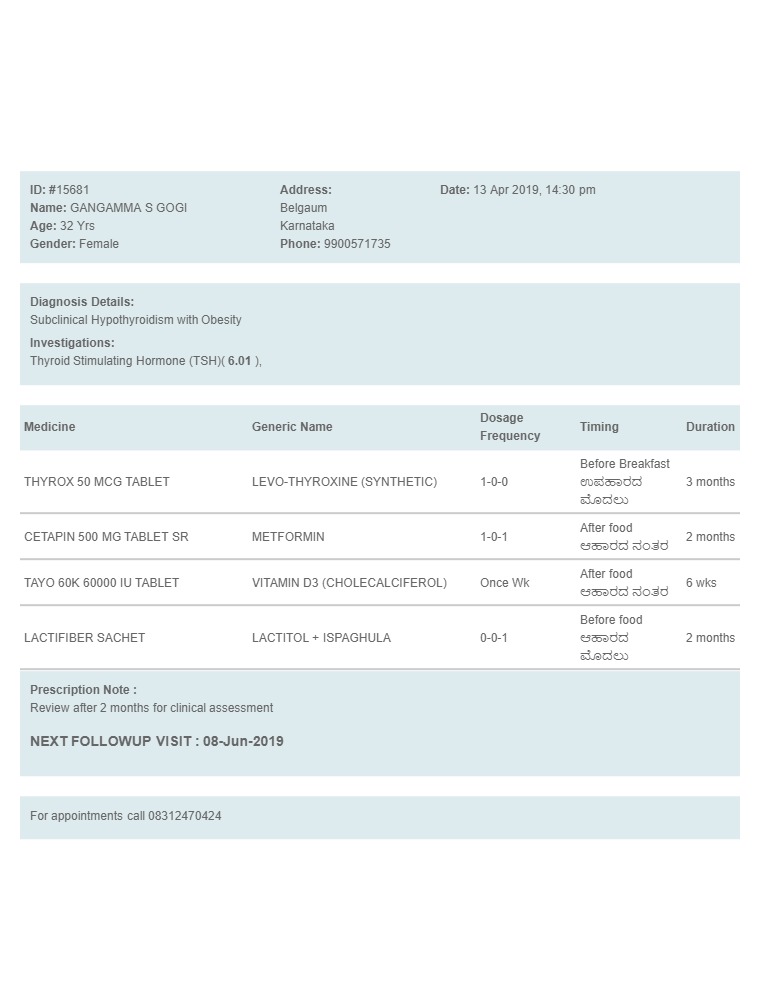 ID: #15681 Address: Date: 13 Apr 2019, 14:30 pm
Name: GANGAMMA S GOGI Belgaum
Age: 32 Yrs Karnataka
Gender: Female Phone: 9900571735
Diagnosis Details:
Subclinical Hypothyroidism with Obesity
Investigations:
Thyroid Stimulating Hormone (TSH)( 6.01 ),
Medicine Generic Name Dosage Frequency Timing Duration
THYROX 50 MCG TABLET LEVO-THYROXINE (SYNTHETIC) 1-0-0 Before Breakfast ಉಪಹಾರದ ಮೊದಲು 3 months
CETAPIN 500 MG TABLET SR METFORMIN 1-0-1 After food ಆಹಾರದ ನಂತರ 2 months
TAYO 60K 60000 IU TABLET VITAMIN D3 (CHOLECALCIFEROL) Once Wk After food ಆಹಾರದ ನಂತರ 6 wks
LACTIFIBER SACHET LACTITOL + ISPAGHULA 0-0-1 Before food ಆಹಾರದ ಮೊದಲು 2 months
Prescription Note :
Review after 2 months for clinical assessment
NEXT FOLLOWUP VISIT : 08-Jun-2019
For appointments call 08312470424